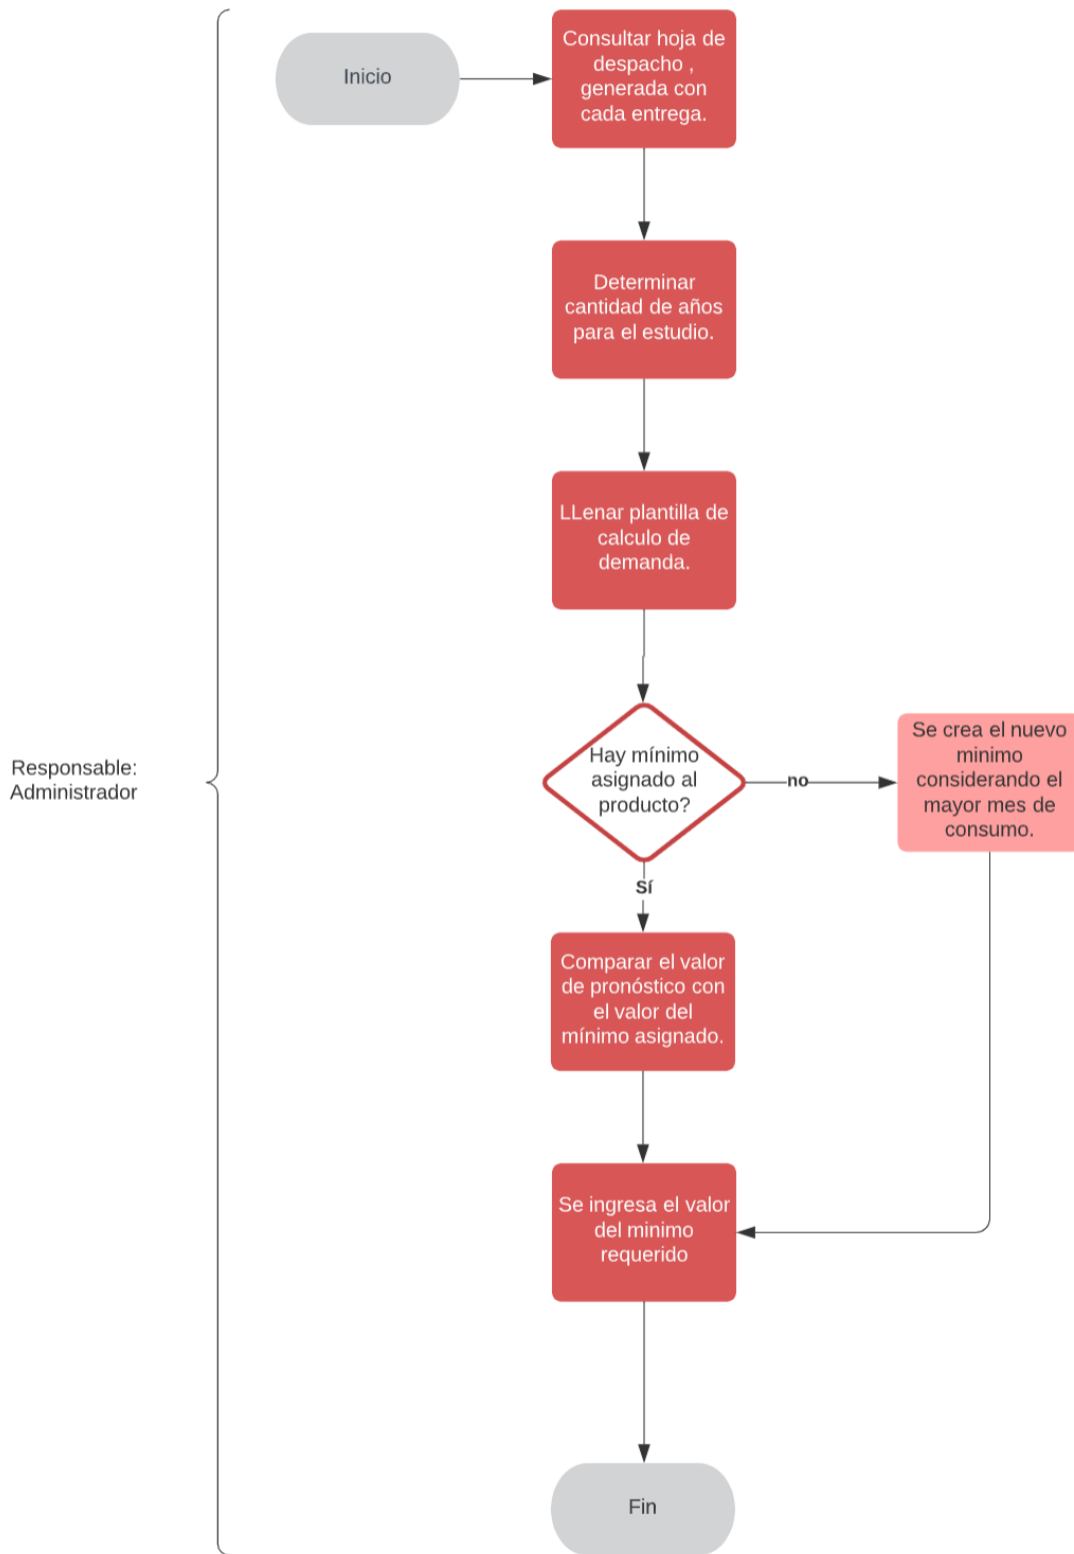 Inicio
Consultar hoja de
despacho ,
generada con
cada entrega.
Determinar
cantidad de años
para el estudio.
LLenar plantilla de
calculo de
demanda.
Responsable:
Administrador
Hay mínimo
asignado al
producto?
no
Se crea el nuevo
minimo
considerando el
mayor mes de
consumo.
Sí
Comparar el valor
de pronóstico con
el valor del
mínimo asignado.
Se ingresa el valor
del minimo
requerido
Fin